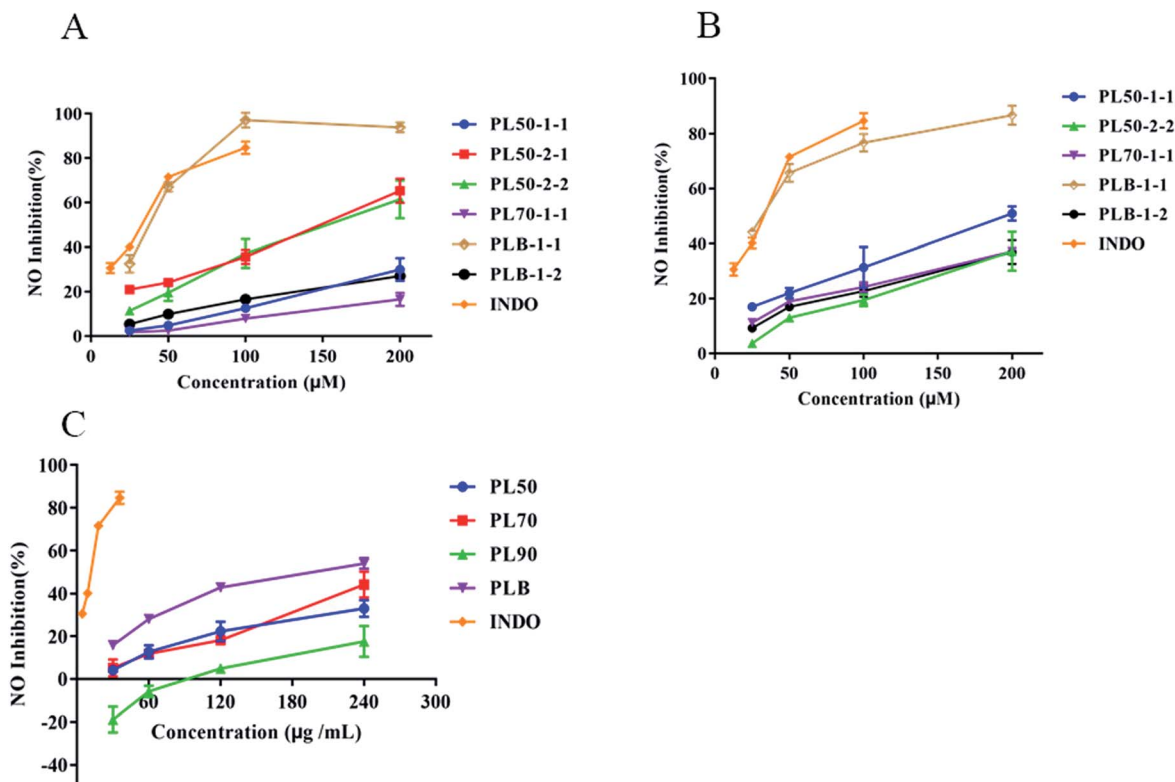 A
NO Inhibition(%)
100
80
60
40
20
0
0
50
100
150
200
Concentration (µM)
PL50-1-1
PL50-2-1
PL50-2-2
PL70-1-1
PLB-1-1
PLB-1-2
INDO
B
NO Inhibition(%)
100
80
60
40
20
0
0
50
100
150
200
Concentration (µM)
PL50-1-1
PL50-2-2
PL70-1-1
PLB-1-1
PLB-1-2
INDO
C
NO Inhibition(%)
100
80
60
40
20
0
-20
-40
60
120
180
240
300
Concentration (µg /mL)
PL50
PL70
PL90
PLB
INDO